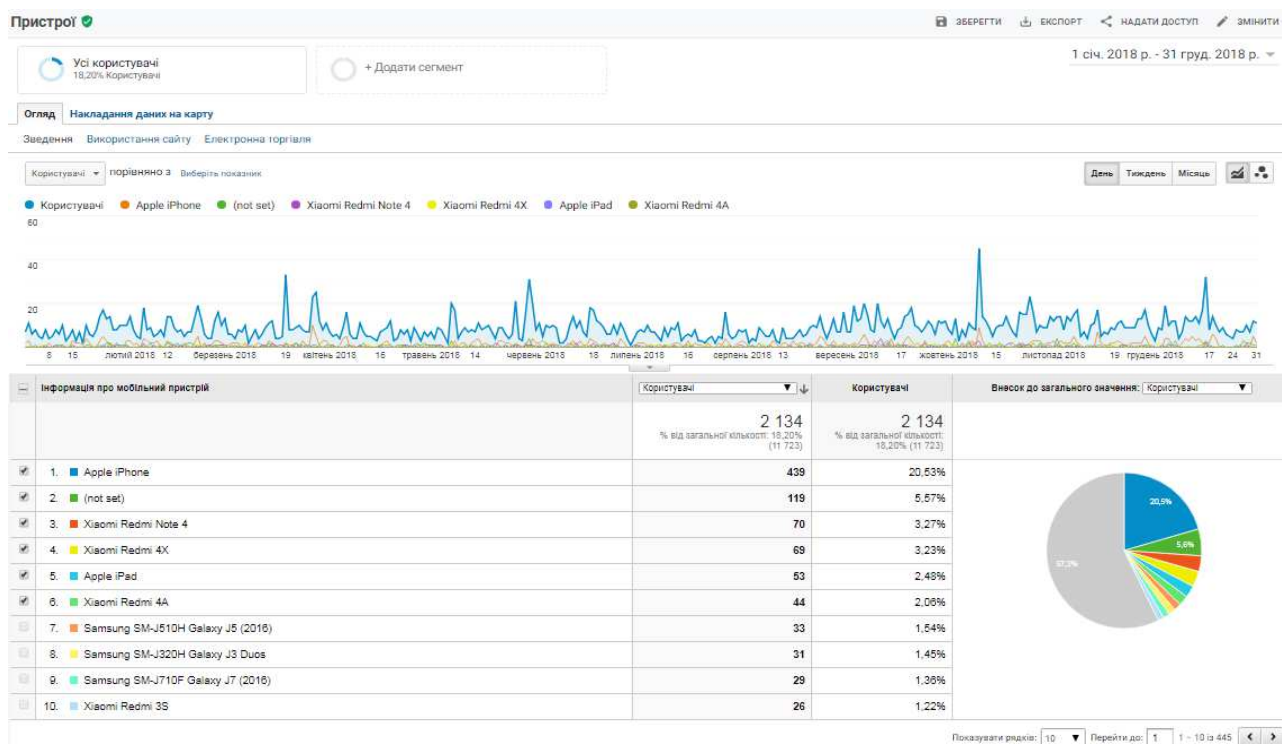 Пристрої
ЗБЕРЕГТИ ЕКСПОРТ НАДАТИ ДОСТУП ЗМІНИТИ
1 січ. 2018 р. - 31 груд. 2018 р.
Усі користувачі
18,20% Користувачі
+ Додати сегмент
Огляд Накладання даних на карту
Зведення Використання сайту Електронна торгівля
Користувачі порівняно з Виберіть показник
День Тиждень Місяць
Користувачі Apple iPhone (not set) Xiaomi Redmi Note 4 Xiaomi Redmi 4X Apple iPad Xiaomi Redmi 4A
60
40
20
8 15 лютий 2018 12 березень 2018 19 квітень 2018 16 травень 2018 14 червень 2018 18 липень 2018 16 серпень 2018 13 вересень 2018 17 жовтень 2018 15 листопад 2018 19 грудень 2018 17 24 31
Інформація про мобільний пристрій Користувачі Користувачі Внесок до загального значення: Користувачі
2 134 2 134
% від загальної кількості: 18,20% (11 723) % від загальної кількості: 18,20% (11 723)
1. Apple iPhone 439 20,53%
2. (not set) 119 5,57%
3. Xiaomi Redmi Note 4 70 3,27%
4. Xiaomi Redmi 4X 69 3,23%
5. Apple iPad 53 2,48%
6. Xiaomi Redmi 4A 44 2,06%
7. Samsung SM-J510H Galaxy J5 (2016) 33 1,54%
8. Samsung SM-J320H Galaxy J3 Duos 31 1,45%
9. Samsung SM-J710F Galaxy J7 (2016) 29 1,36%
10. Xiaomi Redmi 3S 26 1,22%
20,5%
5,6%
57,3%
Показувати рядків: 10 Перейти до: 1 1 - 10 із 445